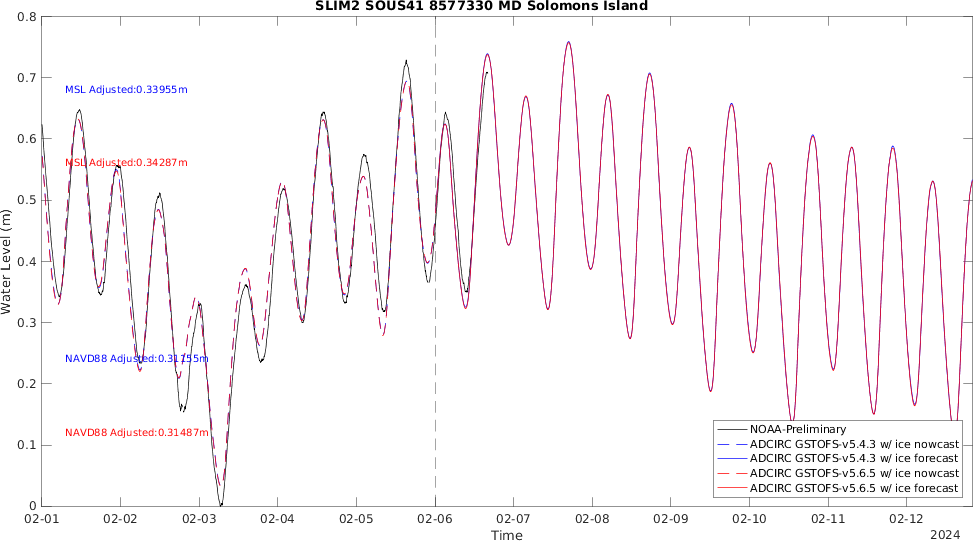 SLIM2 SOUS41 8577330 MD Solomons Island
0.8
0.7
0.6
0.5
0.4
0.3
0.2
0.1
0
Water Level (m)
MSL Adjusted:0.33955m
MSL Adjusted:0.34287m
NAVD88 Adjusted:0.31155m
NAVD88 Adjusted:0.31487m
NOAA-Preliminary
ADCIRC GSTOFS-v5.4.3 w/ ice nowcast
ADCIRC GSTOFS-v5.4.3 w/ ice forecast
ADCIRC GSTOFS-v5.6.5 w/ ice nowcast
ADCIRC GSTOFS-v5.6.5 w/ ice forecast
02-01 02-02 02-03 02-04 02-05 02-06 02-07 02-08 02-09 02-10 02-11 02-12
Time 2024